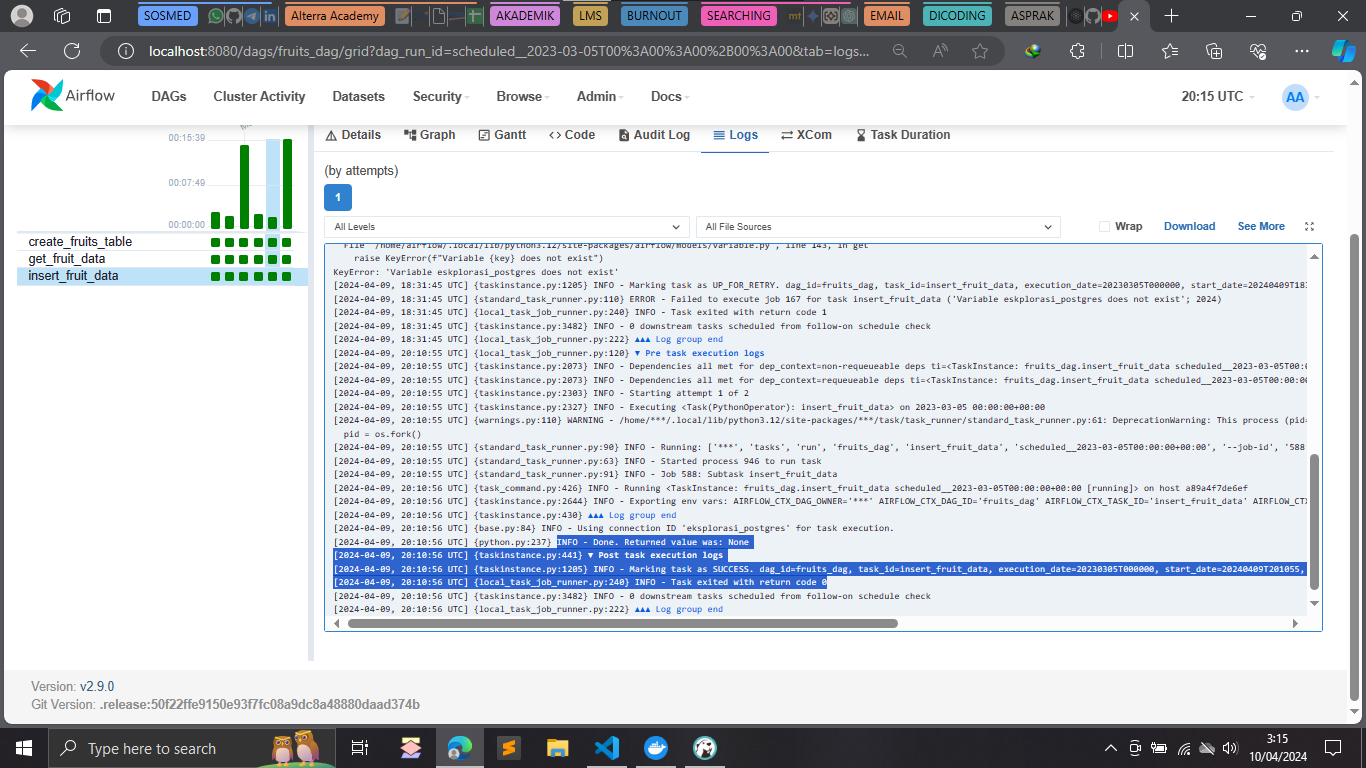 SOSMED
Alterra Academy
AKADEMIK
LMS
BURNOUT
SEARCHING
mt
EMAIL
DICODING
ASPRAK
localhost:8080/dags/fruits_dag/grid?dag_run_id=scheduled__2023-03-05T00%3A00%3A00%2B00%3A00&tab=logs...
Airflow
DAGs
Cluster Activity
Datasets
Security
Browse
Admin
Docs
20:15 UTC
AA
00:15:39
00:07:49
00:00:00
create_fruits_table
get_fruit_data
insert_fruit_data
Details
Graph
Gantt
Code
Audit Log
Logs
XCom
Task Duration
(by attempts)
1
All Levels
All File Sources
Wrap
Download
See More
File "/home/airflow/.local/lib/python3.12/site-packages/airflow/models/variable.py", line 143, in get
raise KeyError(f"Variable {key} does not exist")
KeyError: 'Variable eskplorasi_postgres does not exist'
[2024-04-09, 18:31:45 UTC] {taskinstance.py:1205} INFO - Marking task as UP_FOR_RETRY. dag_id=fruits_dag, task_id=insert_fruit_data, execution_date=20230305T000000, start_date=20240409T183
[2024-04-09, 18:31:45 UTC] {standard_task_runner.py:110} ERROR - Failed to execute job 167 for task insert_fruit_data ('Variable eskplorasi_postgres does not exist'; 2024)
[2024-04-09, 18:31:45 UTC] {local_task_job_runner.py:240} INFO - Task exited with return code 1
[2024-04-09, 18:31:45 UTC] {taskinstance.py:3482} INFO - 0 downstream tasks scheduled from follow-on schedule check
[2024-04-09, 18:31:45 UTC] {local_task_job_runner.py:222} ▲▲▲ Log group end
[2024-04-09, 20:10:55 UTC] {local_task_job_runner.py:120} ▼ Pre task execution logs
[2024-04-09, 20:10:55 UTC] {taskinstance.py:2073} INFO - Dependencies all met for dep_context=non-requeueable deps ti=<TaskInstance: fruits_dag.insert_fruit_data scheduled__2023-03-05T00:0
[2024-04-09, 20:10:55 UTC] {taskinstance.py:2073} INFO - Dependencies all met for dep_context=requeueable deps ti=<TaskInstance: fruits_dag.insert_fruit_data scheduled__2023-03-05T00:00:00
[2024-04-09, 20:10:55 UTC] {taskinstance.py:2303} INFO - Starting attempt 1 of 2
[2024-04-09, 20:10:55 UTC] {taskinstance.py:2327} INFO - Executing <Task(PythonOperator): insert_fruit_data> on 2023-03-05 00:00:00+00:00
[2024-04-09, 20:10:55 UTC] {warnings.py:110} WARNING - /home/***/.local/lib/python3.12/site-packages/***/task/task_runner/standard_task_runner.py:61: DeprecationWarning: This process (pid=
pid = os.fork()
[2024-04-09, 20:10:55 UTC] {standard_task_runner.py:90} INFO - Running: ['***', 'tasks', 'run', 'fruits_dag', 'insert_fruit_data', 'scheduled__2023-03-05T00:00:00+00:00', '--job-id', '588
[2024-04-09, 20:10:55 UTC] {standard_task_runner.py:63} INFO - Started process 946 to run task
[2024-04-09, 20:10:55 UTC] {standard_task_runner.py:91} INFO - Job 588: Subtask insert_fruit_data
[2024-04-09, 20:10:56 UTC] {task_command.py:426} INFO - Running <TaskInstance: fruits_dag.insert_fruit_data scheduled__2023-03-05T00:00:00+00:00 [running]> on host a89a4f7de6ef
[2024-04-09, 20:10:56 UTC] {taskinstance.py:2644} INFO - Exporting env vars: AIRFLOW_CTX_DAG_OWNER='***' AIRFLOW_CTX_DAG_ID='fruits_dag' AIRFLOW_CTX_TASK_ID='insert_fruit_data' AIRFLOW_CTX
[2024-04-09, 20:10:56 UTC] {taskinstance.py:430} ▲▲▲ Log group end
[2024-04-09, 20:10:56 UTC] {base.py:84} INFO - Using connection ID 'eksplorasi_postgres' for task execution.
[2024-04-09, 20:10:56 UTC] {python.py:237} INFO - Done. Returned value was: None
[2024-04-09, 20:10:56 UTC] {taskinstance.py:441} ▼ Post task execution logs
[2024-04-09, 20:10:56 UTC] {taskinstance.py:1205} INFO - Marking task as SUCCESS. dag_id=fruits_dag, task_id=insert_fruit_data, execution_date=20230305T000000, start_date=20240409T201055,
[2024-04-09, 20:10:56 UTC] {local_task_job_runner.py:240} INFO - Task exited with return code 0
[2024-04-09, 20:10:56 UTC] {taskinstance.py:3482} INFO - 0 downstream tasks scheduled from follow-on schedule check
[2024-04-09, 20:10:56 UTC] {local_task_job_runner.py:222} ▲▲▲ Log group end
Version: v2.9.0
Git Version: .release:50f22ffe9150e93f7fc08a9dc8a48880daad374b
Type here to search
3:15
10/04/2024